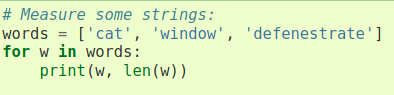 # Measure some strings:
words = ['cat', 'window', 'defenestrate']
for w in words:
    print(w, len(w))